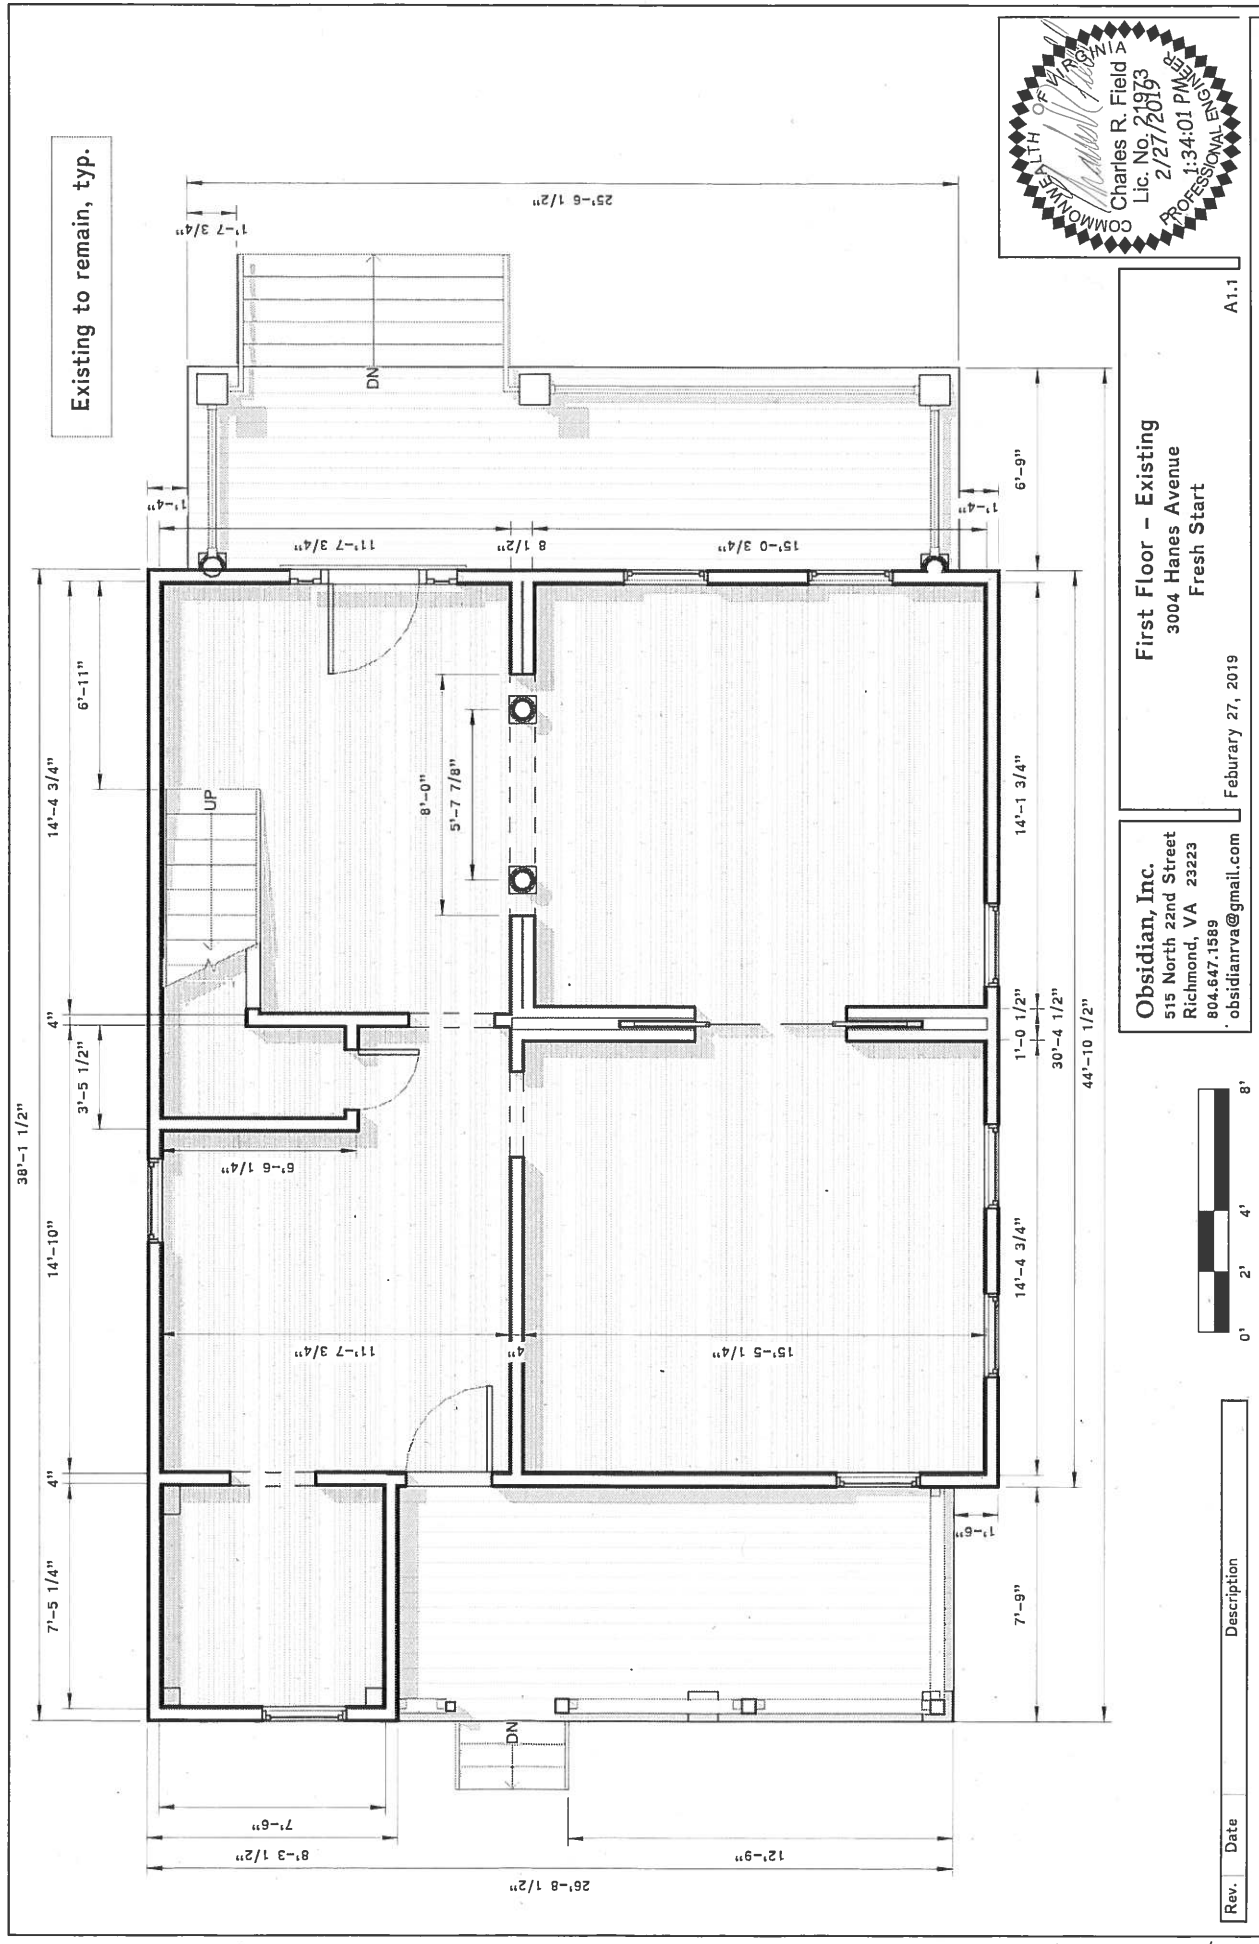 Existing to remain, typ.
38'-1 1/2"
7'-5 1/4"
4"
14'-10"
4"
14'-4 3/4"
3'-5 1/2"
6'-11"
1'-4"
1'-7 3/4"
25'-6 1/2"
UP
DN
6'-6 1/4"
8'-0"
5'-7 7/8"
11'-7 3/4"
8 1/2"
15'-0 3/4"
1'-4"
11'-7 3/4"
4"
15'-5 1/4"
DN
7'-6"
8'-3 1/2"
26'-8 1/2"
12'-9"
1'-6"
7'-9"
14'-4 3/4"
1'-0 1/2"
14'-1 3/4"
6'-9"
30'-4 1/2"
44'-10 1/2"
0'
2'
4'
8'
Rev.
Date
Description
Obsidian, Inc.
515 North 22nd Street
Richmond, VA 23223
804.647.1589
obsidianrva@gmail.com
First Floor – Existing
3004 Hanes Avenue
Fresh Start
Feburary 27, 2019
A1.1
COMMONWEALTH OF VIRGINIA
Charles R. Field
Lic. No. 21973
2/27/2019
1:34:01 PM
PROFESSIONAL ENGINEER